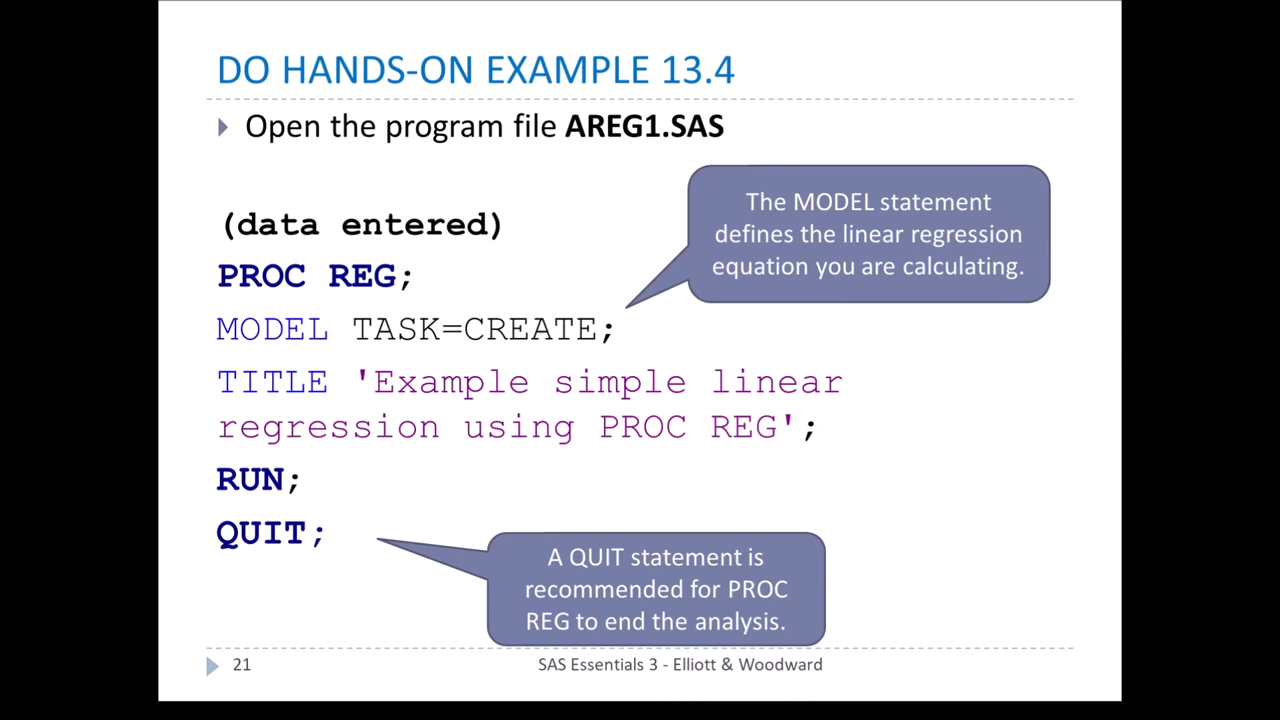 DO HANDS-ON EXAMPLE 13.4
Open the program file AREG1.SAS
The MODEL statement
defines the linear regression
equation you are calculating.
(data entered)
PROC REG;
MODEL TASK=CREATE;
TITLE 'Example simple linear
regression using PROC REG';
RUN;
QUIT;
A QUIT statement is
recommended for PROC
REG to end the analysis.
21
SAS Essentials 3 - Elliott & Woodward